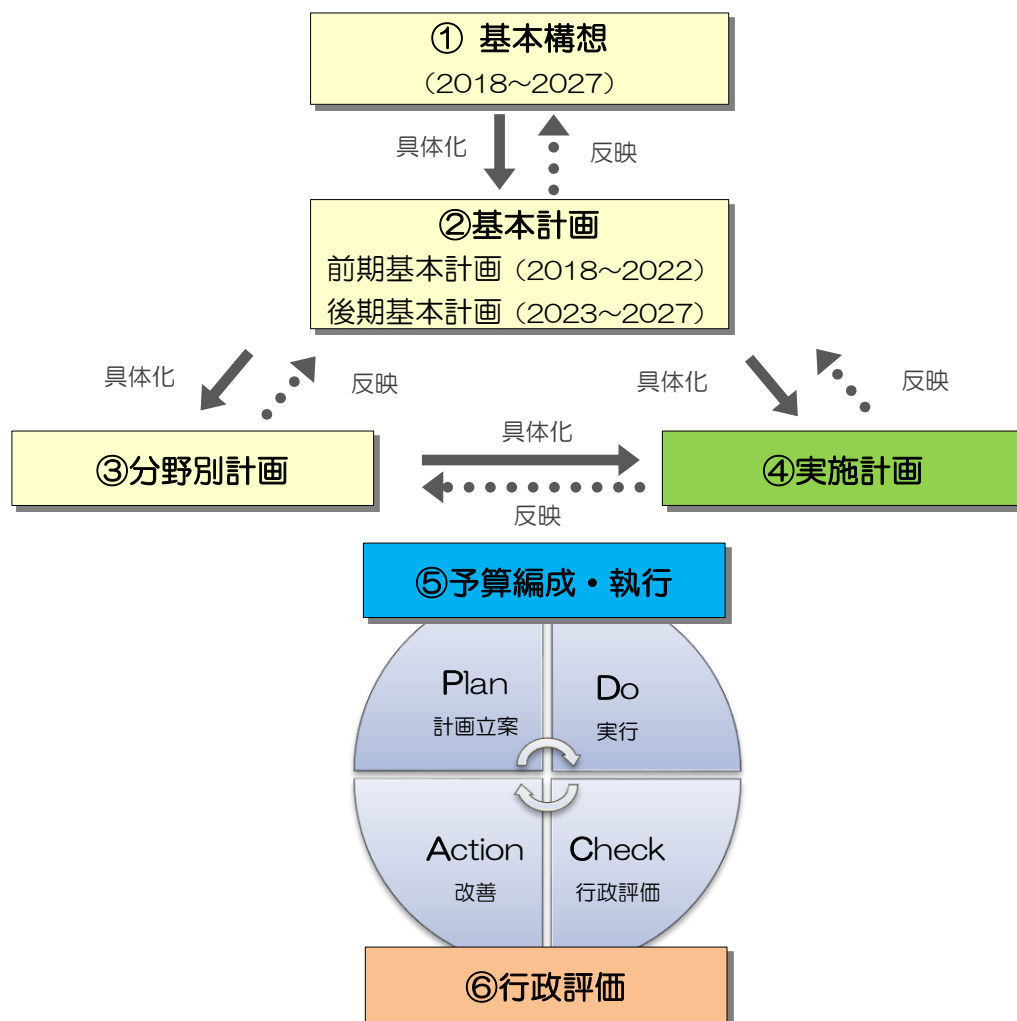 ① 基本構想
（2018～2027）
具体化
反映
②基本計画
前期基本計画（2018～2022）
後期基本計画（2023～2027）
具体化
反映
具体化
反映
具体化
③分野別計画
④実施計画
反映
⑤予算編成・執行
Plan
計画立案
Do
実行
Action
改善
Check
行政評価
⑥行政評価